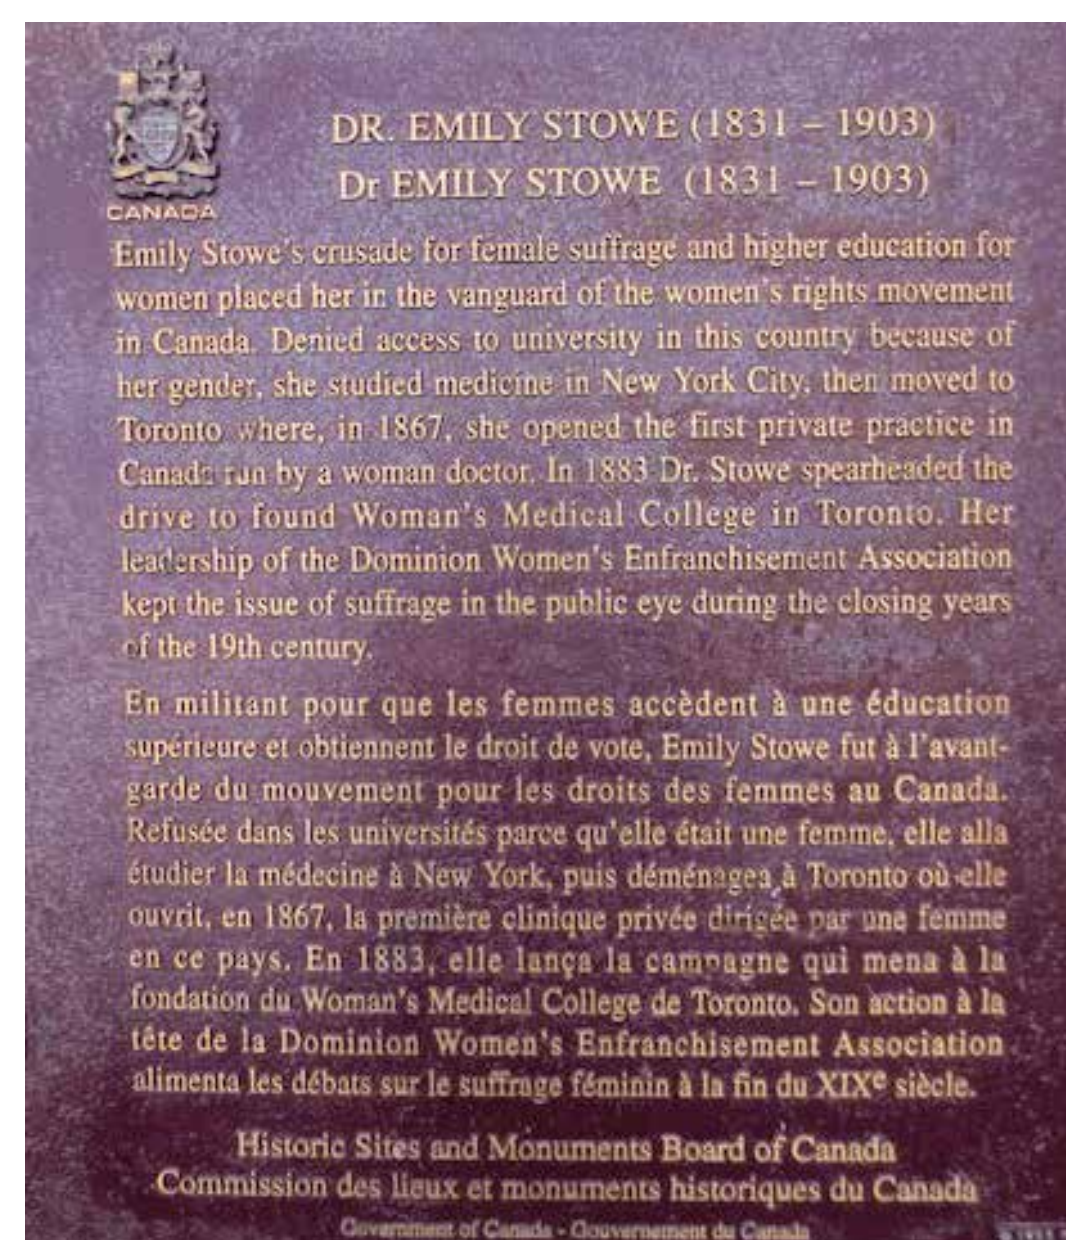 CANADA
DR. EMILY STOWE (1831 – 1903)
Dr EMILY STOWE (1831 – 1903)
Emily Stowe's crusade for female suffrage and higher education for
women placed her in the vanguard of the women's rights movement
in Canada. Denied access to university in this country because of
her gender, she studied medicine in New York City, then moved to
Toronto where, in 1867, she opened the first private practice in
Canada run by a woman doctor. In 1883 Dr. Stowe spearheaded the
drive to found Woman's Medical College in Toronto. Her
leadership of the Dominion Women's Enfranchisement Association
kept the issue of suffrage in the public eye during the closing years
of the 19th century.
En militant pour que les femmes accèdent à une éducation
supérieure et obtiennent le droit de vote, Emily Stowe fut à l'avant-
garde du mouvement pour les droits des femmes au Canada.
Refusée dans les universités parce qu'elle était une femme, elle alla
étudier la médecine à New York, puis déménagea à Toronto où elle
ouvrit, en 1867, la première clinique privée dirigée par une femme
en ce pays. En 1883, elle lança la campagne qui mena à la
fondation du Woman's Medical College de Toronto. Son action à la
tête de la Dominion Women's Enfranchisement Association
alimenta les débats sur le suffrage féminin à la fin du XIXe siècle.
Historic Sites and Monuments Board of Canada
Commission des lieux et monuments historiques du Canada
Government of Canada - Gouvernement du Canada